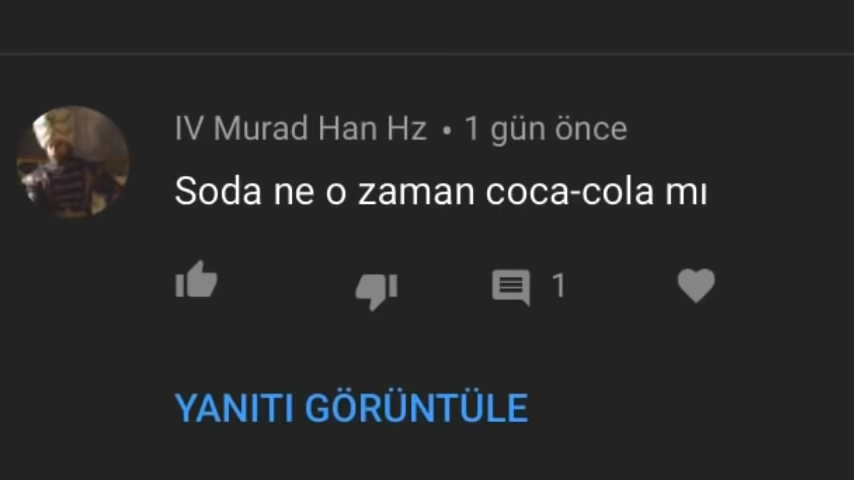 IV Murad Han Hz • 1 gün önce
Soda ne o zaman coca-cola mı
1
YANITI GÖRÜNTÜLE